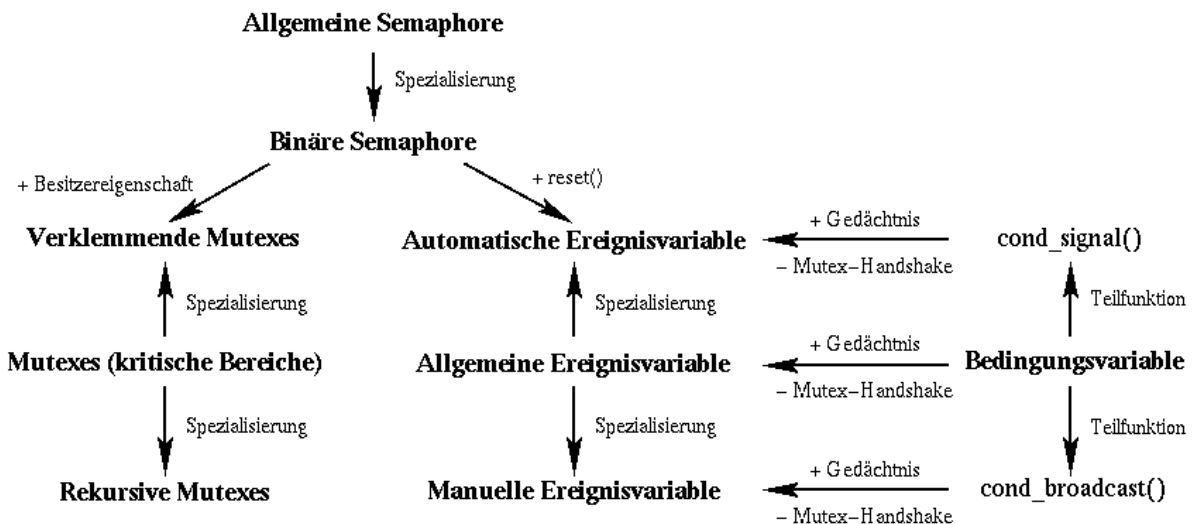 Allgemeine Semaphore
Spezialisierung
Binäre Semaphore
+ Besitzereigenschaft
+ reset()
Verklemmende Mutexes
Automatische Ereignisvariable
+ Gedächtnis
– Mutex–Handshake
cond_signal()
Spezialisierung
Spezialisierung
Teilfunktion
Mutexes (kritische Bereiche)
Allgemeine Ereignisvariable
+ Gedächtnis
– Mutex–Handshake
Bedingungsvariable
Spezialisierung
Spezialisierung
Teilfunktion
Rekursive Mutexes
Manuelle Ereignisvariable
+ Gedächtnis
– Mutex–Handshake
cond_broadcast()